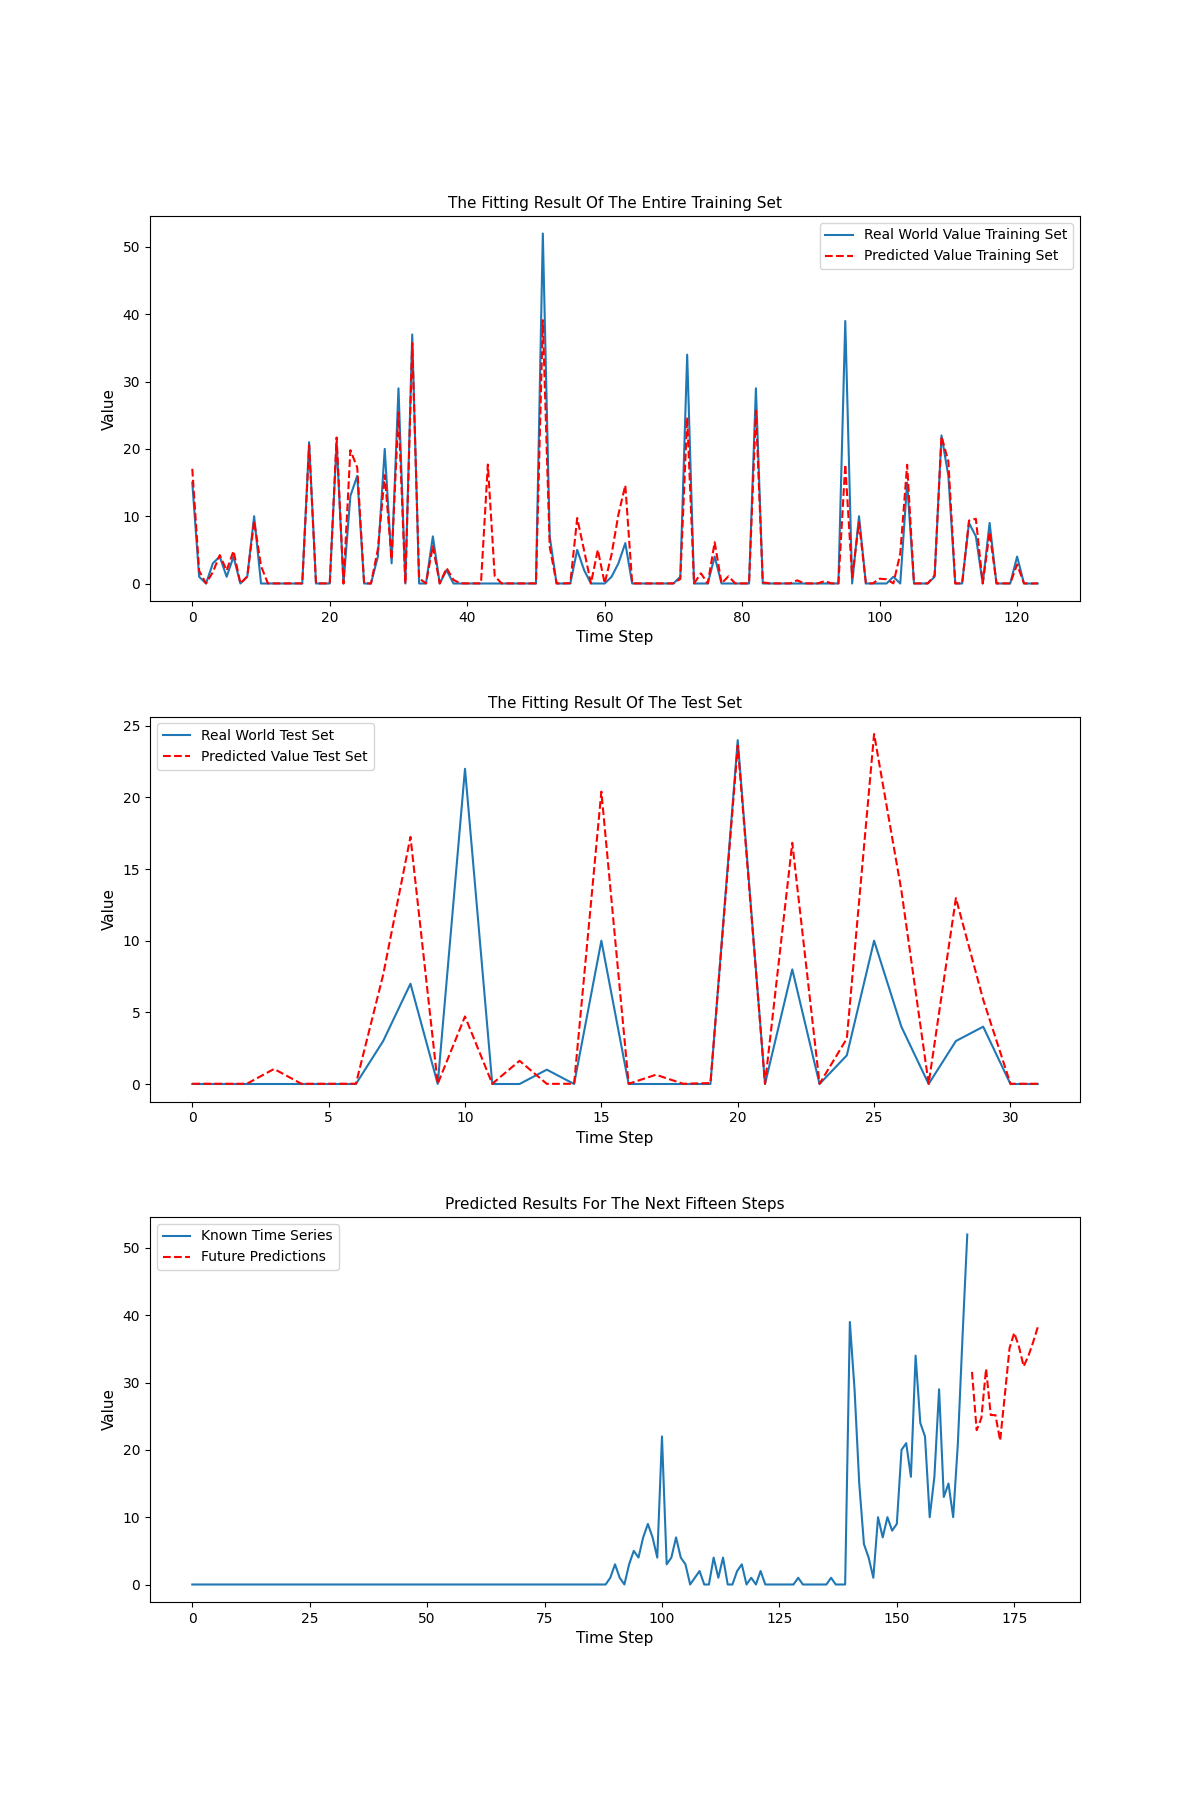 The Fitting Result Of The Entire Training Set
Real World Value Training Set
Predicted Value Training Set
50
40
30
20
10
0
Value
0 20 40 60 80 100 120
Time Step
The Fitting Result Of The Test Set
Real World Test Set
Predicted Value Test Set
25
20
15
10
5
0
Value
0 5 10 15 20 25 30
Time Step
Predicted Results For The Next Fifteen Steps
Known Time Series
Future Predictions
50
40
30
20
10
0
Value
0 25 50 75 100 125 150 175
Time Step